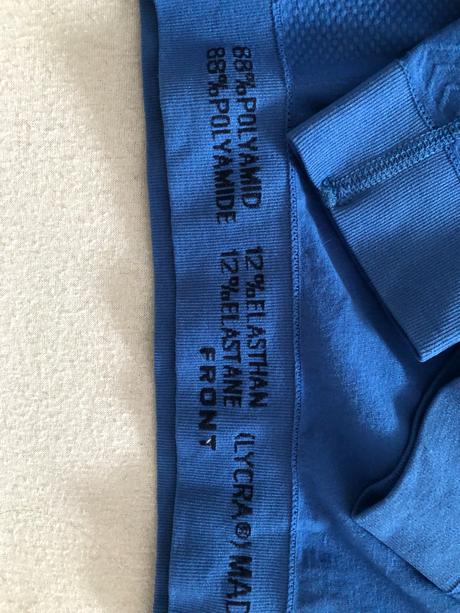 88%POLYAMID 12%ELASTHAN (LYCRA®) MAD
88%POLYAMIDE 12%ELASTANE
FRONT